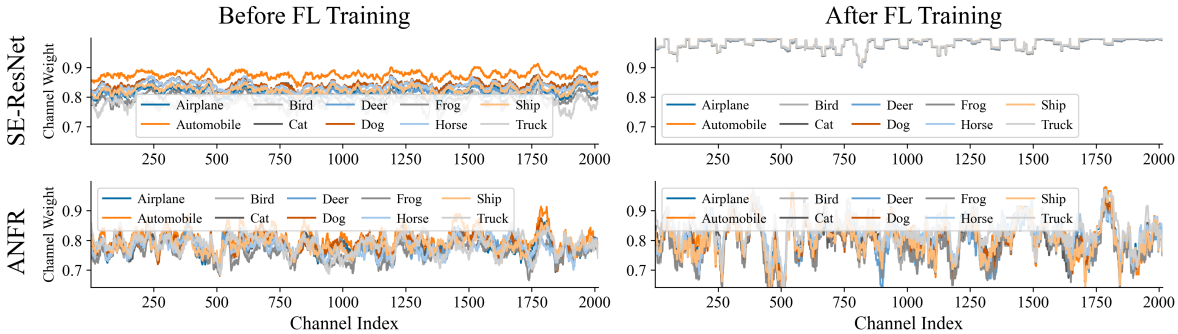 Before FL Training
After FL Training
SE-ResNet
Channel Weight
0.9
0.8
0.7
Airplane Bird Deer Frog Ship
Automobile Cat Dog Horse Truck
250 500 750 1000 1250 1500 1750 2000
Channel Weight
0.9
0.8
0.7
Airplane Bird Deer Frog Ship
Automobile Cat Dog Horse Truck
250 500 750 1000 1250 1500 1750 2000
ANFR
Channel Weight
0.9
0.8
0.7
Airplane Bird Deer Frog Ship
Automobile Cat Dog Horse Truck
250 500 750 1000 1250 1500 1750 2000
Channel Index
Channel Weight
0.9
0.8
0.7
Airplane Bird Deer Frog Ship
Automobile Cat Dog Horse Truck
250 500 750 1000 1250 1500 1750 2000
Channel Index